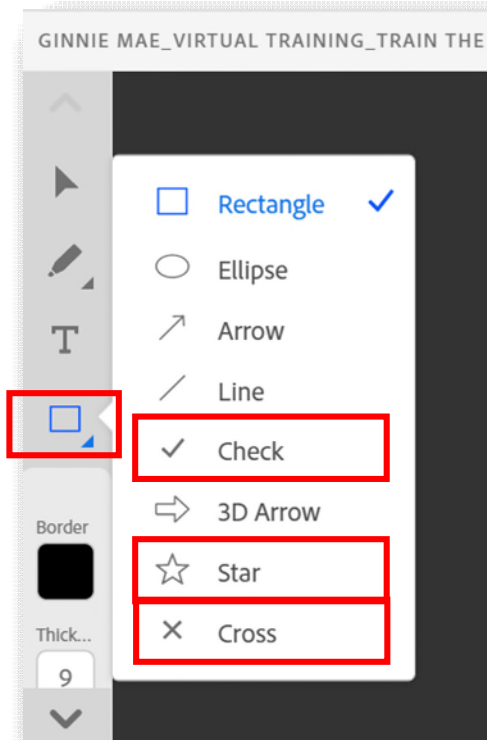 GINNIE MAE_VIRTUAL TRAINING_TRAIN THE
Rectangle
Ellipse
T
Arrow
Line
Check
3D Arrow
Border
Star
Thick...
Cross
9